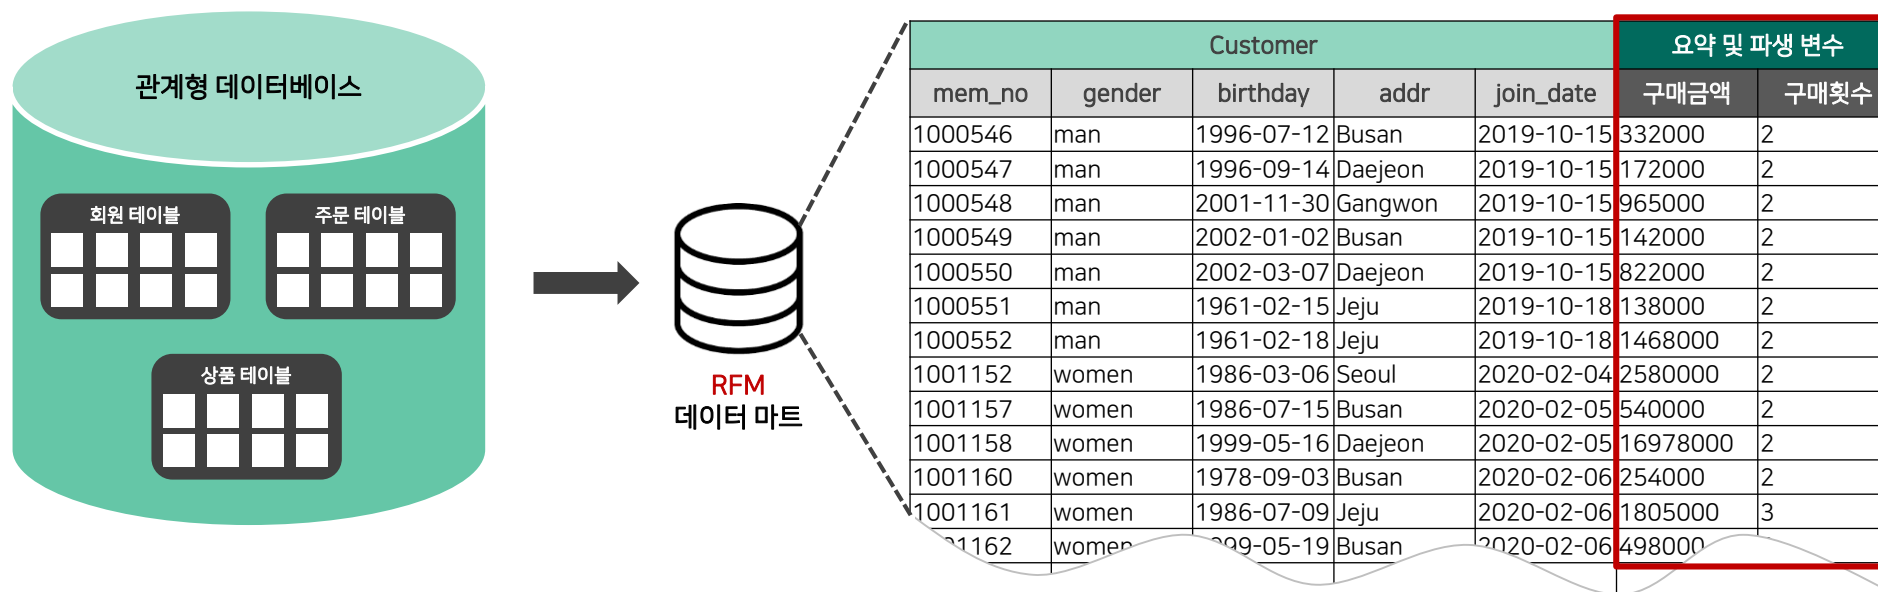 관계형 데이터베이스
회원 테이블
주문 테이블
상품 테이블
RFM
데이터 마트
Customer 요약 및 파생 변수
mem_no gender birthday addr join_date 구매금액 구매횟수
1000546 man 1996-07-12 Busan 2019-10-15 332000 2
1000547 man 1996-09-14 Daejeon 2019-10-15 172000 2
1000548 man 2001-11-30 Gangwon 2019-10-15 965000 2
1000549 man 2002-01-02 Busan 2019-10-15 142000 2
1000550 man 2002-03-07 Daejeon 2019-10-15 822000 2
1000551 man 1961-02-15 Jeju 2019-10-18 138000 2
1000552 man 1961-02-18 Jeju 2019-10-18 1468000 2
1001152 women 1986-03-06 Seoul 2020-02-04 2580000 2
1001157 women 1986-07-15 Busan 2020-02-05 540000 2
1001158 women 1999-05-16 Daejeon 2020-02-05 16978000 2
1001160 women 1978-09-03 Busan 2020-02-06 254000 2
1001161 women 1986-07-09 Jeju 2020-02-06 1805000 3
1001162 women 1999-05-19 Busan 2020-02-06 498000